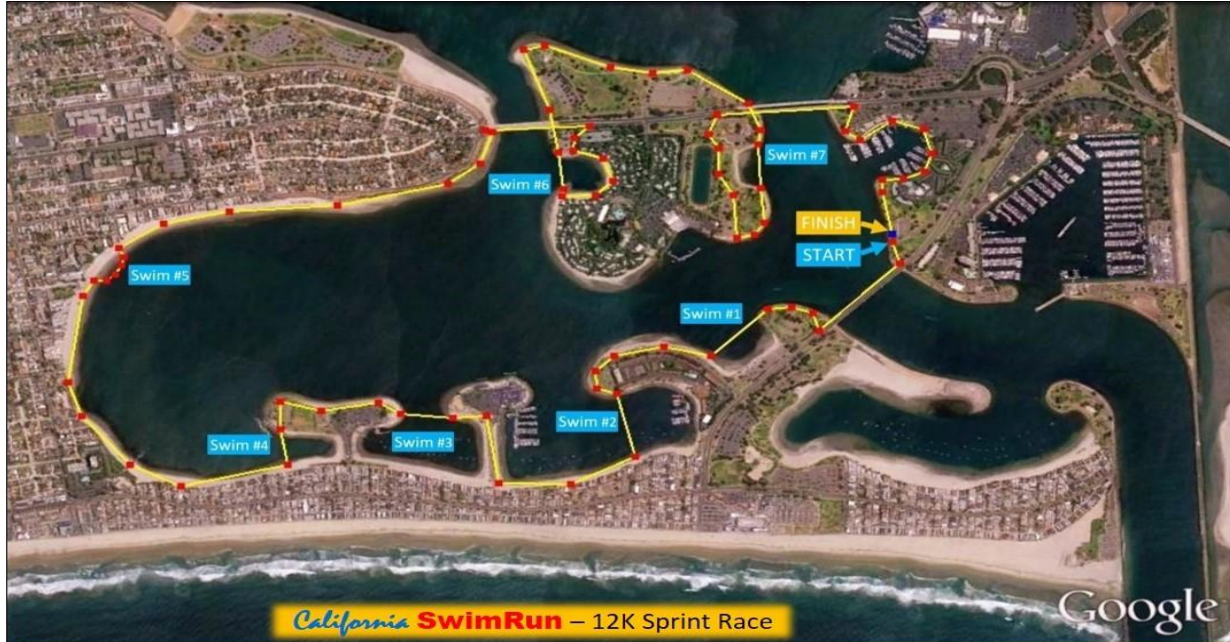 Swim #7
Swim #6
FINISH
START
Swim #5
Swim #1
Swim #2
Swim #3
Swim #4
California SwimRun – 12K Sprint Race
Google